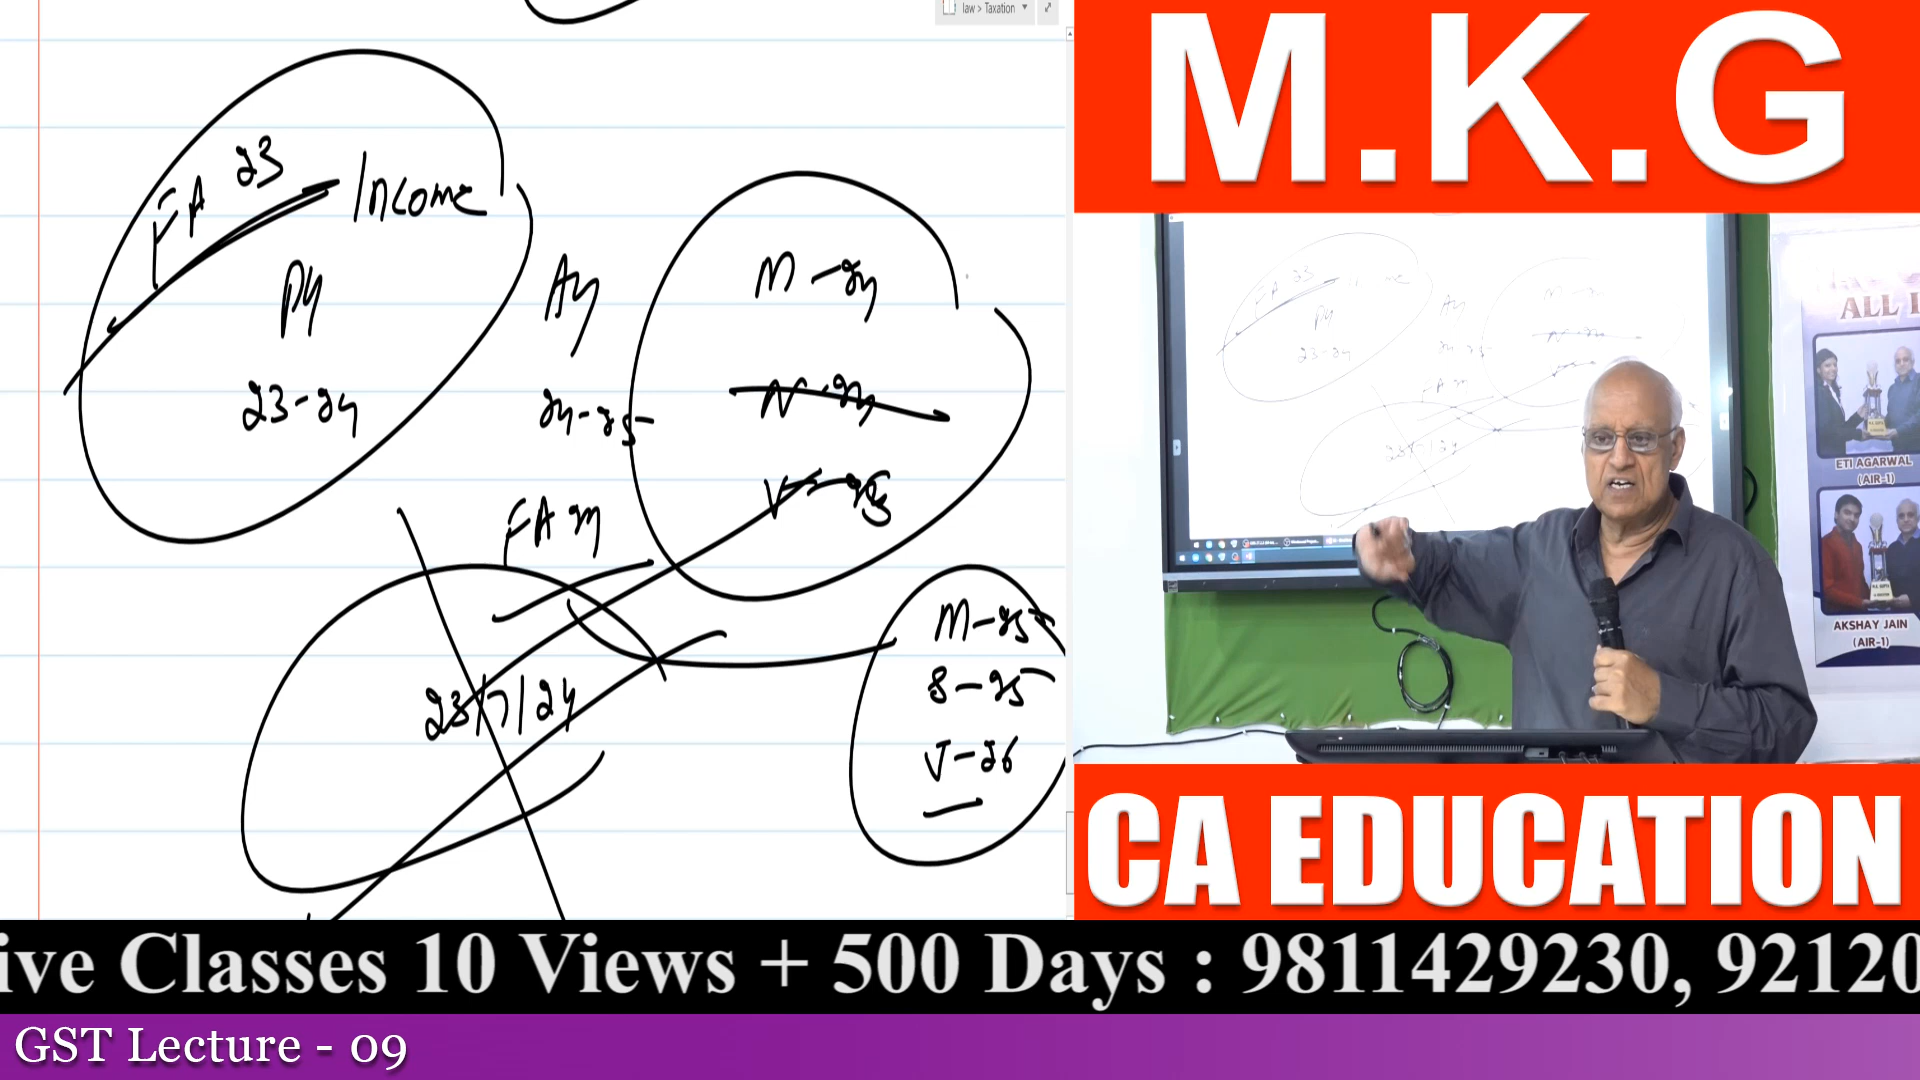 law > Taxation
M.K.G
FA 23
Income
PY
23-24
AY
24-25
M-24
N-24
V-25
FA 24
23/7/24
M-25
S-25
J-26
ALL
ETI AGARWAL
(AIR-1)
AKSHAY JAIN
(AIR-1)
CA EDUCATION
ive Classes 10 Views + 500 Days : 9811429230, 92120
GST Lecture - 09